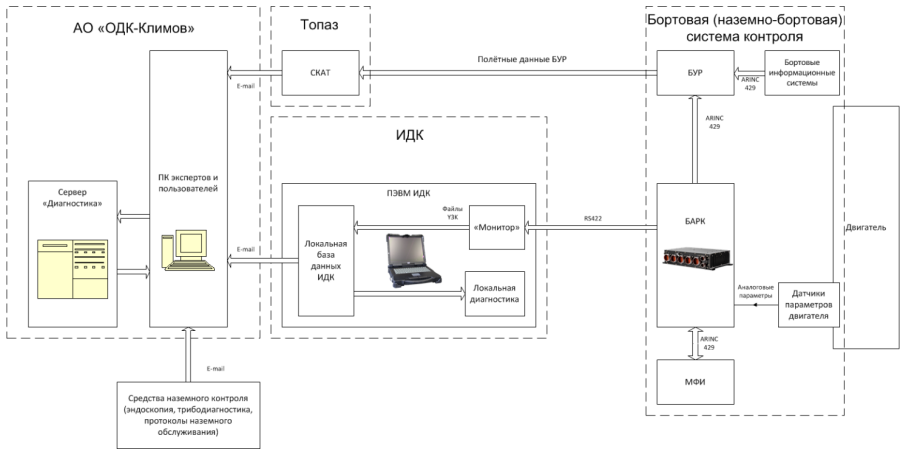 АО «ОДК-Климов»
Топаз
Бортовая (наземно-бортовая)
система контроля
СКАТ
E-mail
Полётные данные БУР
БУР
ARINC
429
Бортовые
информационные
системы
ARINC
429
ИДК
ПЭВМ ИДК
ПК экспертов и
пользователей
Сервер
«Диагностика»
E-mail
Локальная
база
данных
ИДК
Файлы
УЗК
«Монитор»
RS422
Локальная
диагностика
БАРК
Двигатель
Аналоговые
параметры
Датчики
параметров
двигателя
ARINC
429
МФИ
E-mail
Средства наземного контроля
(эндоскопия, трибодиагностика,
протоколы наземного
обслуживания)